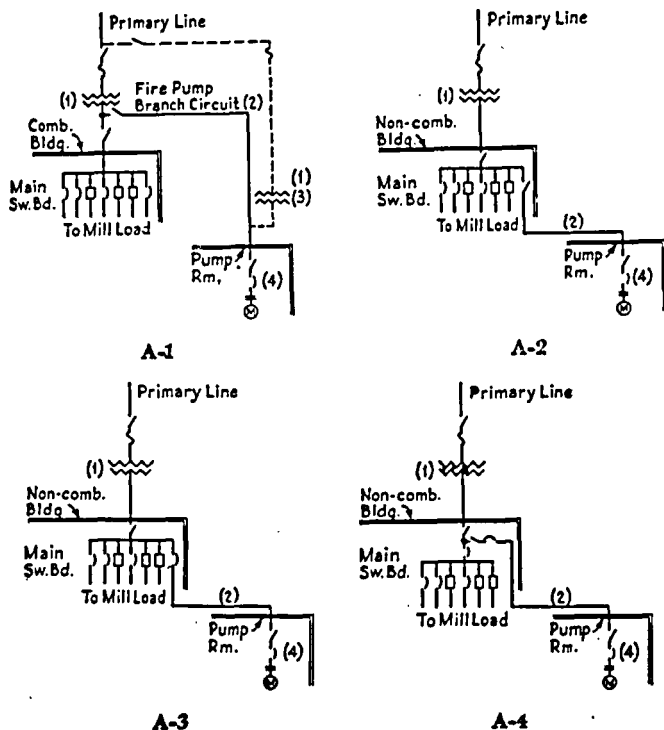 Primary Line
(1)
Fire Pump
Branch Circuit (2)
Comb.
Bldg.
Main
Sw.Bd.
To Mill Load
(1)
(3)
Pump
Rm,
(4)
M
A-1
Primary Line
(1)
Non-comb.
Bldg.
Main
Sw.Bd.
To Mill Load
(2)
Pump
Rm.
(4)
M
A-2
Primary Line
(1)
Non-comb.
Bldg
Main
Sw.Bd.
To Mill Load
(2)
Pump
Rm.
(4)
M
A-3
Primary Line
(1)
Non-comb.
Bldg.
Main
Sw.Bd.
To Mill Load
(2)
Pump
Rm.
(4)
M
A-4